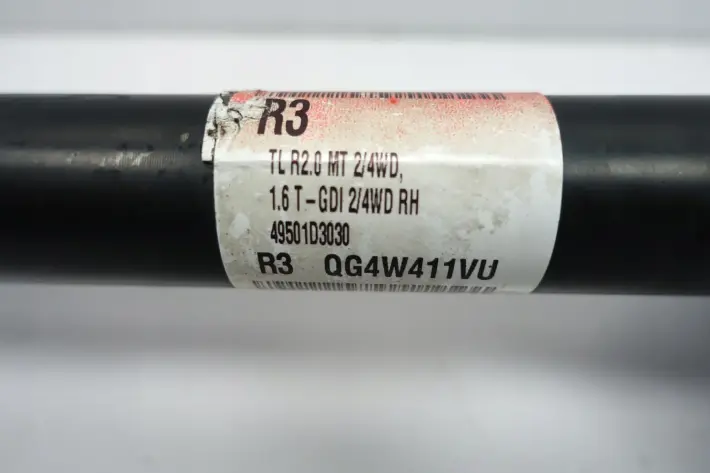 R3
TL R2.0 MT 2/4WD,
1.6 T-GDI 2/4WD RH
49501D3030
R3 QG4W411VU